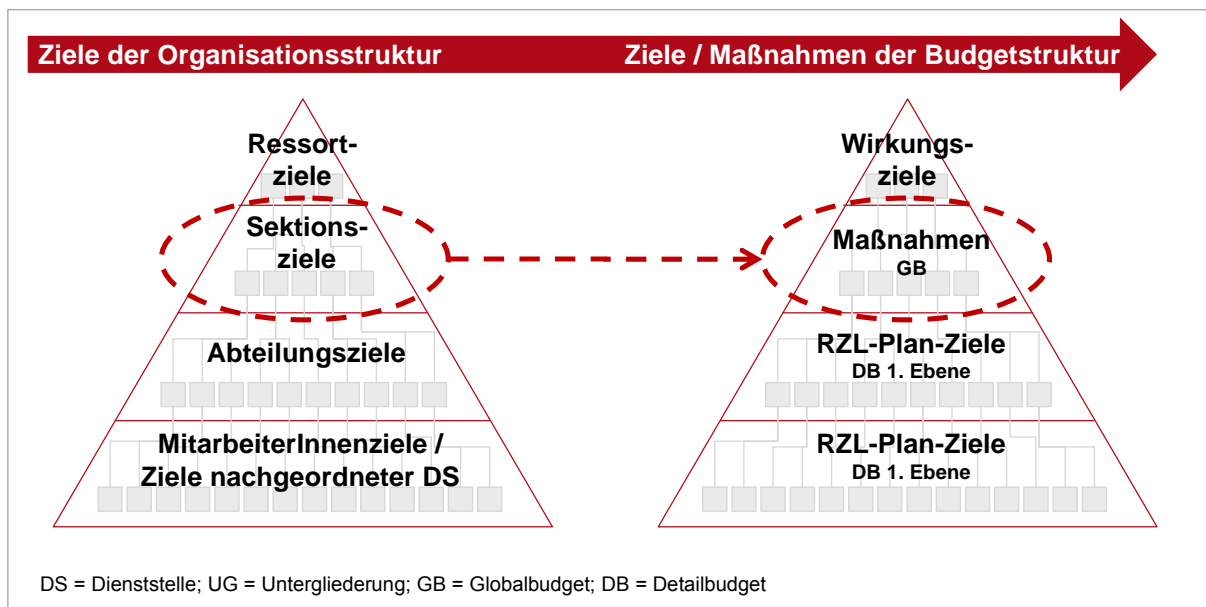 Ziele der Organisationsstruktur
Ziele / Maßnahmen der Budgetstruktur
Ressort-
ziele
Sektions-
ziele
Abteilungsziele
MitarbeiterInnenziele /
Ziele nachgeordneter DS
Wirkungs-
ziele
Maßnahmen
GB
RZL-Plan-Ziele
DB 1. Ebene
RZL-Plan-Ziele
DB 1. Ebene
DS = Dienststelle; UG = Untergliederung; GB = Globalbudget; DB = Detailbudget